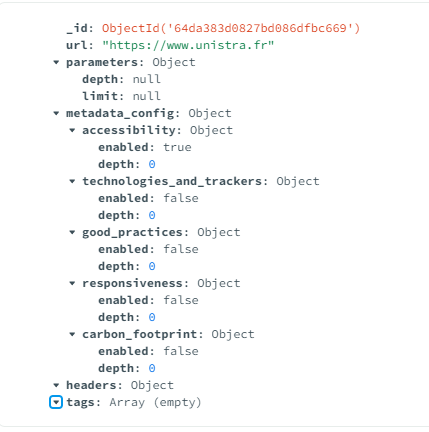 _id: ObjectId('64da383d0827bd086dfbc669')
url: "https://www.unistra.fr"
parameters: Object
depth: null
limit: null
metadata_config: Object
accessibility: Object
enabled: true
depth: 0
technologies_and_trackers: Object
enabled: false
depth: 0
good_practices: Object
enabled: false
depth: 0
responsiveness: Object
enabled: false
depth: 0
carbon_footprint: Object
enabled: false
depth: 0
headers: Object
tags: Array (empty)